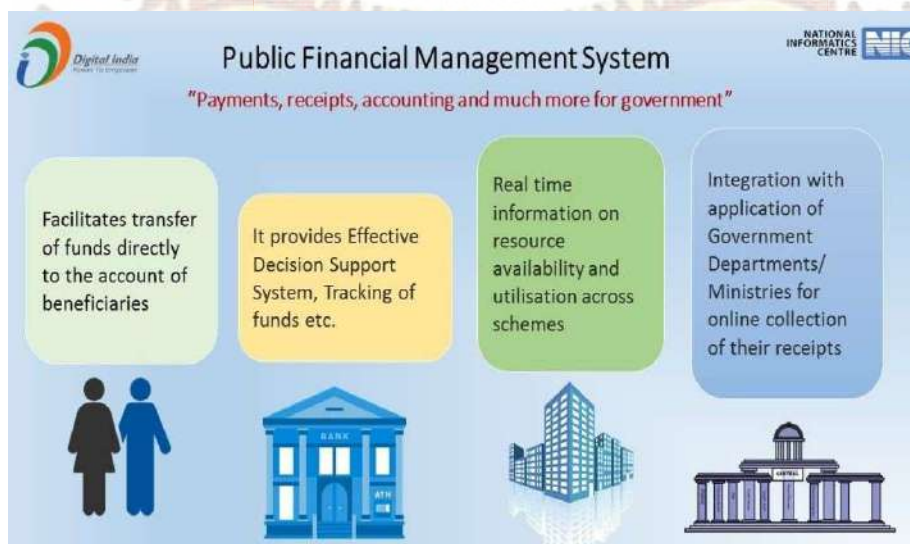 Digital India
Power To Empower
Public Financial Management System
NATIONAL
INFORMATICS
CENTRE
NIC
"Payments, receipts, accounting and much more for government"
Facilitates transfer
of funds directly
to the account of
beneficiaries
It provides Effective
Decision Support
System, Tracking of
funds etc.
Real time
information on
resource
availability and
utilisation across
schemes
Integration with
application of
Government
Departments/
Ministries for
online collection
of their receipts
BANK
ATM